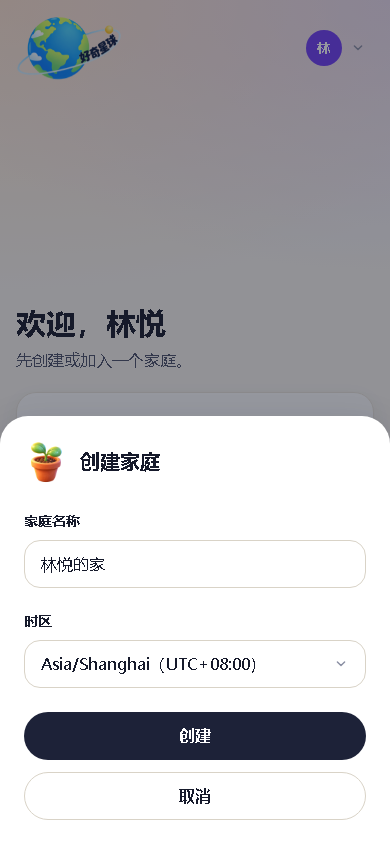 好奇星球
林
欢迎，林悦
先创建或加入一个家庭。
创建家庭
家庭名称
林悦的家
时区
Asia/Shanghai（UTC+08:00）
创建
取消